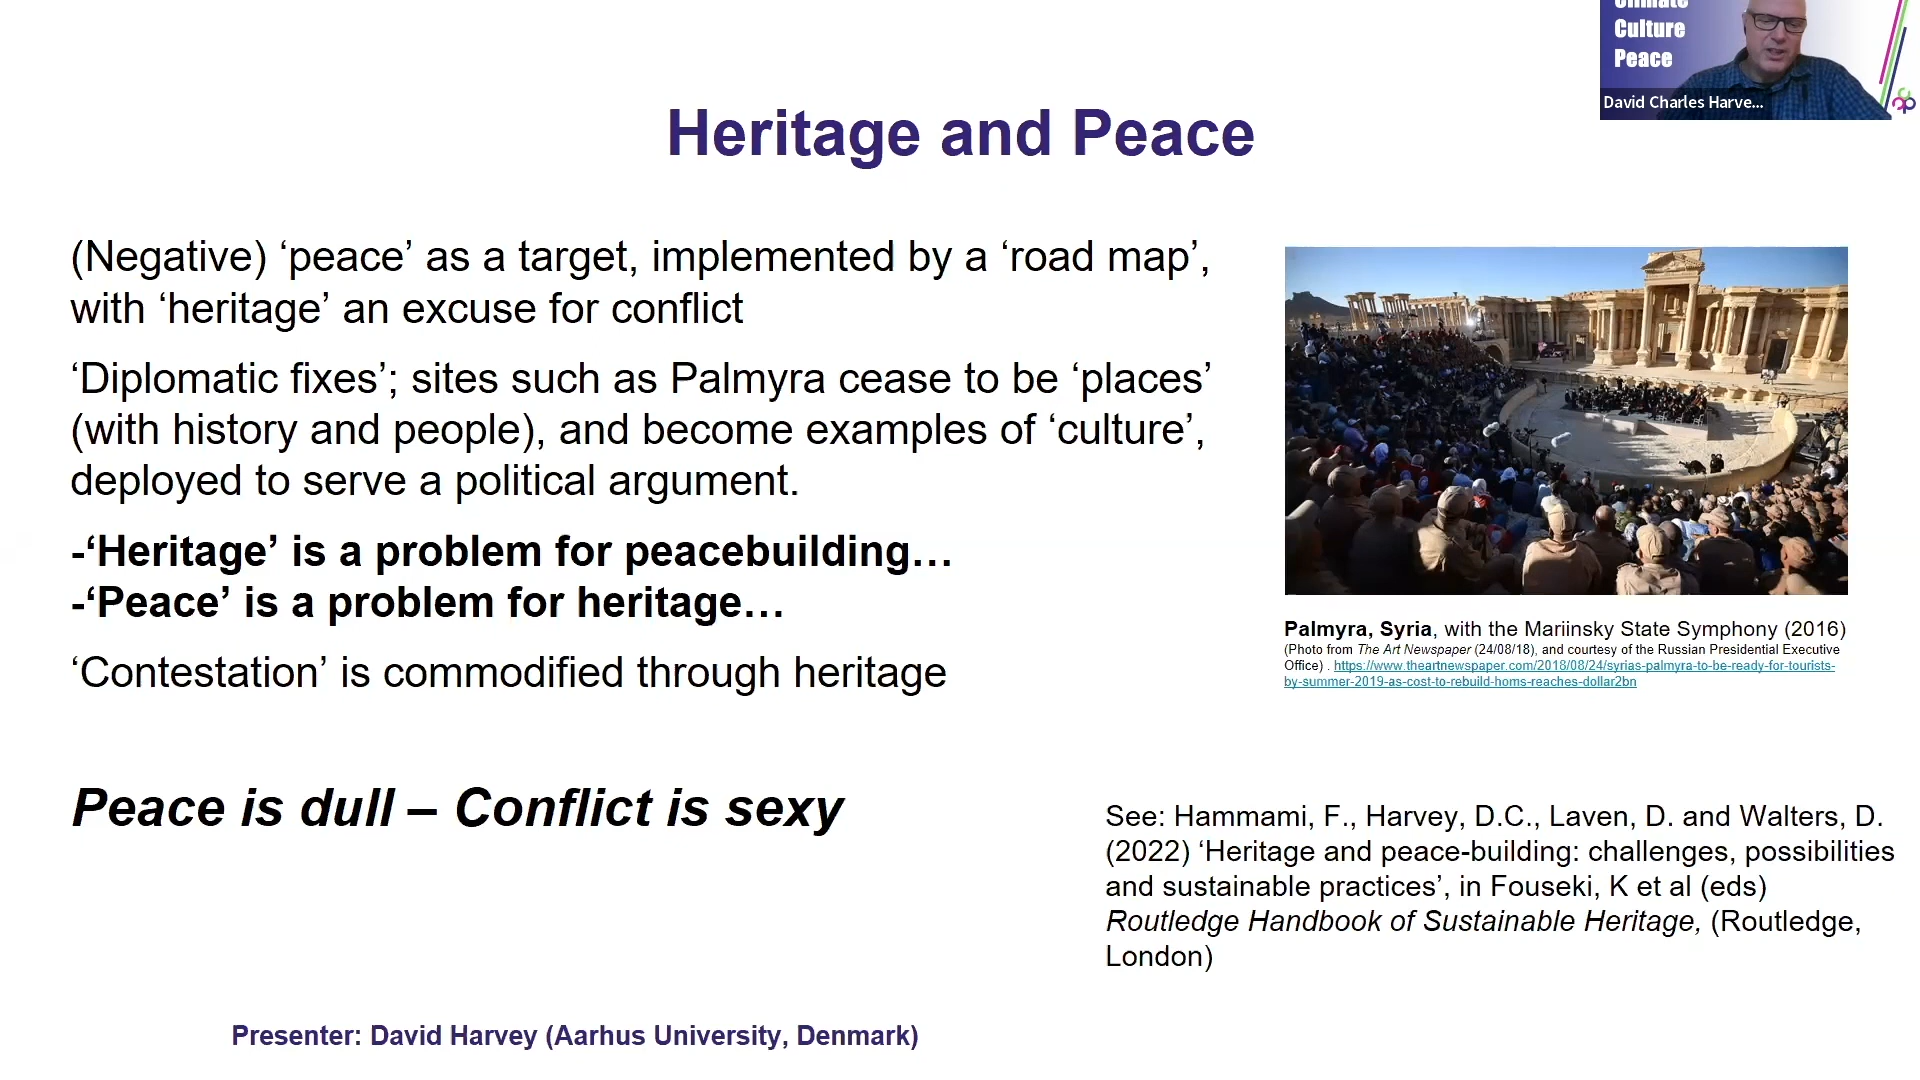 Climate
Culture
Peace
David Charles Harve...
Heritage and Peace
(Negative) ‘peace’ as a target, implemented by a ‘road map’,
with ‘heritage’ an excuse for conflict
‘Diplomatic fixes’; sites such as Palmyra cease to be ‘places’
(with history and people), and become examples of ‘culture’,
deployed to serve a political argument.
-‘Heritage’ is a problem for peacebuilding…
-‘Peace’ is a problem for heritage…
‘Contestation’ is commodified through heritage
Peace is dull – Conflict is sexy
Palmyra, Syria, with the Mariinsky State Symphony (2016)
(Photo from The Art Newspaper (24/08/18), and courtesy of the Russian Presidential Executive
Office) . https://www.theartnewspaper.com/2018/08/24/syrias-palmyra-to-be-ready-for-tourists-
by-summer-2019-as-cost-to-rebuild-homs-reaches-dollar2bn
See: Hammami, F., Harvey, D.C., Laven, D. and Walters, D.
(2022) ‘Heritage and peace-building: challenges, possibilities
and sustainable practices’, in Fouseki, K et al (eds)
Routledge Handbook of Sustainable Heritage, (Routledge,
London)
Presenter: David Harvey (Aarhus University, Denmark)